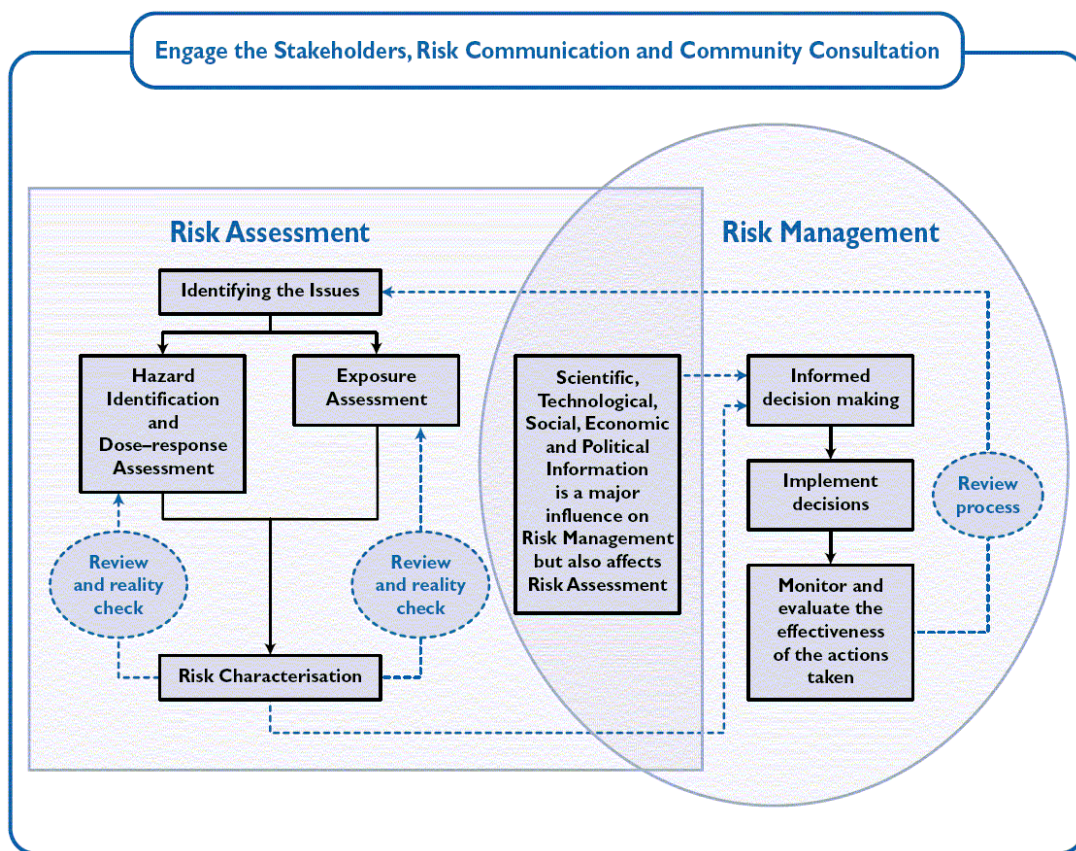 Engage the Stakeholders, Risk Communication and Community Consultation
Risk Assessment
Risk Management
Identifying the Issues
Hazard
Identification
and
Dose–response
Assessment
Exposure
Assessment
Scientific,
Technological,
Social, Economic
and Political
Information
is a major
influence on
Risk Management
but also affects
Risk Assessment
Informed
decision making
Implement
decisions
Review
process
Review
and reality
check
Review
and reality
check
Monitor and
evaluate the
effectiveness
of the actions
taken
Risk Characterisation